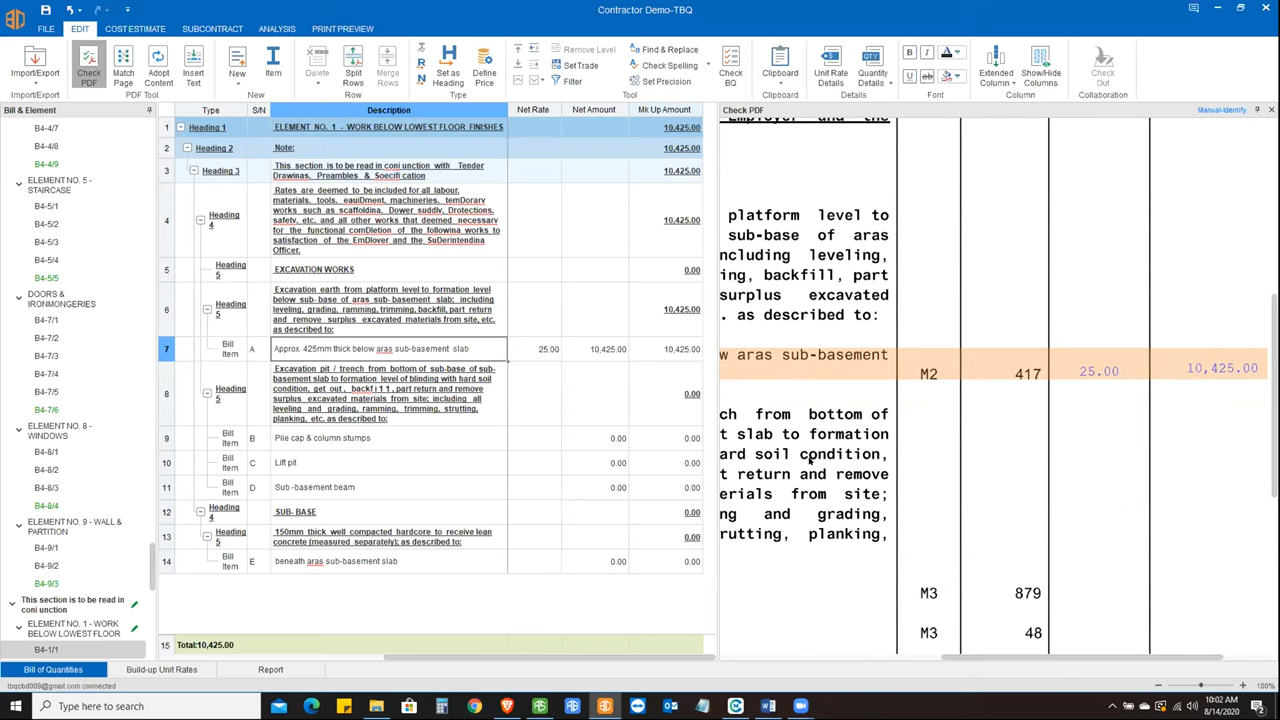 Contractor Demo-TBQ
FILE EDIT COST ESTIMATE SUBCONTRACT ANALYSIS PRINT PREVIEW
Import/Export
Check PDF
Match Page
Adopt Content
Insert Text
New
Item
Delete
Split Rows
Merge Rows
Set as Heading
Define Price
Remove Level
Set Trade
Filter
Find & Replace
Check Spelling
Set Precision
Check BQ
Clipboard
Unit Rate Details
Quantity Details
B I A
U ab
Extended Column
Show/Hide Columns
Check Out
Import/Export PDF Tool New Row Type Tool Clipboard Details Font Column Collaboration
Bill & Element
B4-4/7
B4-4/8
B4-4/9
ELEMENT NO. 5 -
STAIRCASE
B4-5/1
B4-5/2
B4-5/3
B4-5/4
B4-5/5
DOORS &
IRONMONGERIES
B4-7/1
B4-7/2
B4-7/3
B4-7/4
B4-7/5
B4-7/6
ELEMENT NO. 8 -
WINDOWS
B4-8/1
B4-8/2
B4-8/3
B4-8/4
ELEMENT NO. 9 - WALL &
PARTITION
B4-9/1
B4-9/2
B4-9/3
This section is to be read in
coni unction
ELEMENT NO. 1 - WORK
BELOW LOWEST FLOOR
B4-1/1
Type S/N Description Net Rate Net Amount Mk Up Amount
1 Heading 1 ELEMENT NO. 1 - WORK BELOW LOWEST FLOOR FINISHES 10,425.00
2 Heading 2 Note: 10,425.00
3 Heading 3 This section is to be read in coni unction with Tender
Drawinas, Preambles & Soecifi cation 10,425.00
4 Heading 4 Rates are deemed to be included for all labour,
materials, tools, eauiDment, machineries, temDorary
works such as scaffoldina, Dower suddly, Drotections,
safety, etc. and all other works that deemed necessary
for the functional comDletion of the followina works to
satisfaction of the EmDlover and the SuDerintendina
Officer. 10,425.00
5 Heading 5 EXCAVATION WORKS 0.00
6 Heading 5 Excavation earth from platform level to formation level
below sub- base of aras sub- basement slab; including
leveling, grading, ramming, trimming, backfill, part return
and remove surplus excavated materials from site, etc.
as described to: 10,425.00
7 Bill Item A Approx. 425mm thick below aras sub-basement slab 25.00 10,425.00 10,425.00
8 Heading 5 Excavation pit / trench from bottom of sub-base of sub-
basement slab to formation level of blinding with hard soil
condition, get out , backf i 1 1 , part return and remove
surplus excavated materials from site; including all
leveling and grading, ramming, trimming, strutting,
planking, etc. as described to: 0.00
9 Bill Item B Pile cap & column stumps 0.00 0.00
10 Bill Item C Lift pit 0.00 0.00
11 Bill Item D Sub -basement beam 0.00 0.00
12 Heading 4 SUB- BASE 0.00
13 Heading 5 150mm thick well compacted hardcore to receive lean
concrete (measured separately); as described to: 0.00
14 Bill Item E beneath aras sub-basement slab 0.00 0.00
15 Total:10,425.00
Check PDF Manual-Identify
Employer and the
platform level to
sub-base of aras
ncluding leveling,
ng, backfill, part
surplus excavated
. as described to:
w aras sub-basement
M2 417 25.00 10,425.00
ch from bottom of
t slab to formation
ard soil condition,
t return and remove
erials from site;
ng and grading,
rutting, planking,
M3 879
M3 48
Bill of Quantities Build-up Unit Rates Report
tbqcbd009@gmail.com connected
100%
Type here to search
10:02 AM
8/14/2020
2